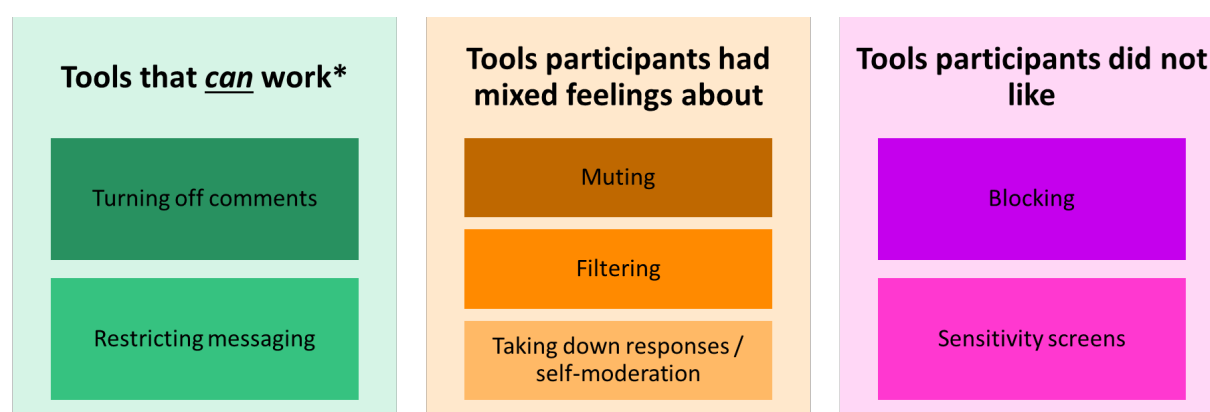 Tools that can work*
Turning off comments
Restricting messaging
Tools participants had
mixed feelings about
Muting
Filtering
Taking down responses /
self-moderation
Tools participants did not
like
Blocking
Sensitivity screens